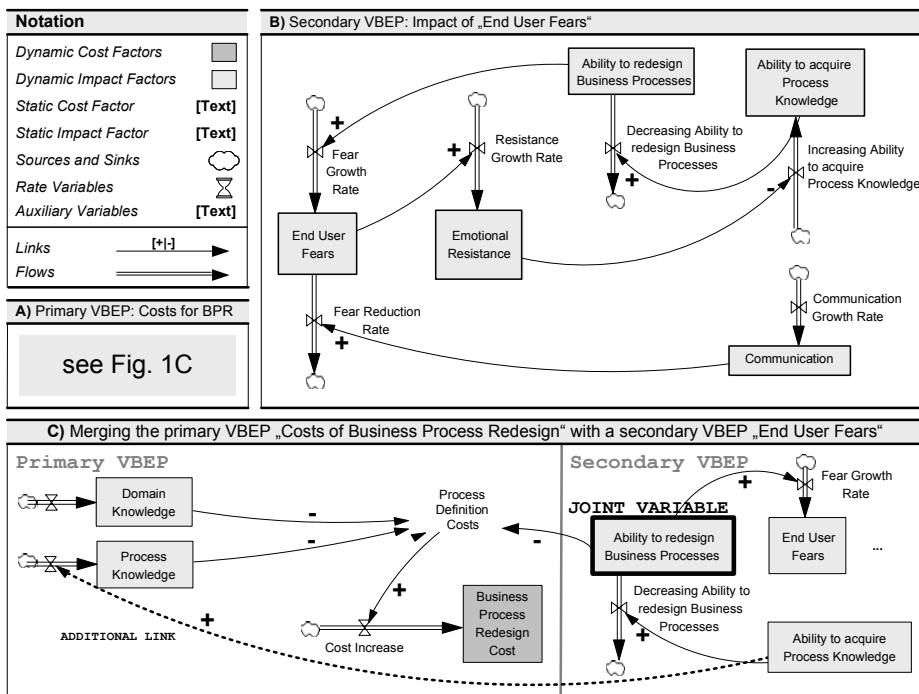 Notation
Dynamic Cost Factors
Dynamic Impact Factors
Static Cost Factor [Text]
Static Impact Factor [Text]
Sources and Sinks
Rate Variables
Auxiliary Variables [Text]
Links [+|-]
Flows
A) Primary VBEP: Costs for BPR
see Fig. 1C
B) Secondary VBEP: Impact of „End User Fears“
Ability to redesign
Business Processes
Ability to acquire
Process
Knowledge
+
Fear
Growth
Rate
+
Resistance
Growth Rate
Decreasing Ability to
redesign Business
Processes
+
Increasing Ability
to acquire
Process Knowledge
-
End User
Fears
Emotional
Resistance
Fear Reduction
Rate
+
Communication
Growth Rate
Communication
C) Merging the primary VBEP „Costs of Business Process Redesign“ with a secondary VBEP „End User Fears“
Primary VBEP
Domain
Knowledge
-
Process
Knowledge
-
Process
Definition
Costs
-
+
Cost Increase
Business
Process
Redesign
Cost
+
ADDITIONAL LINK
Secondary VBEP
+
Fear Growth
Rate
JOINT VARIABLE
Ability to redesign
Business Processes
End User
Fears
...
Decreasing Ability to
redesign Business
Processes
+
Ability to acquire
Process Knowledge